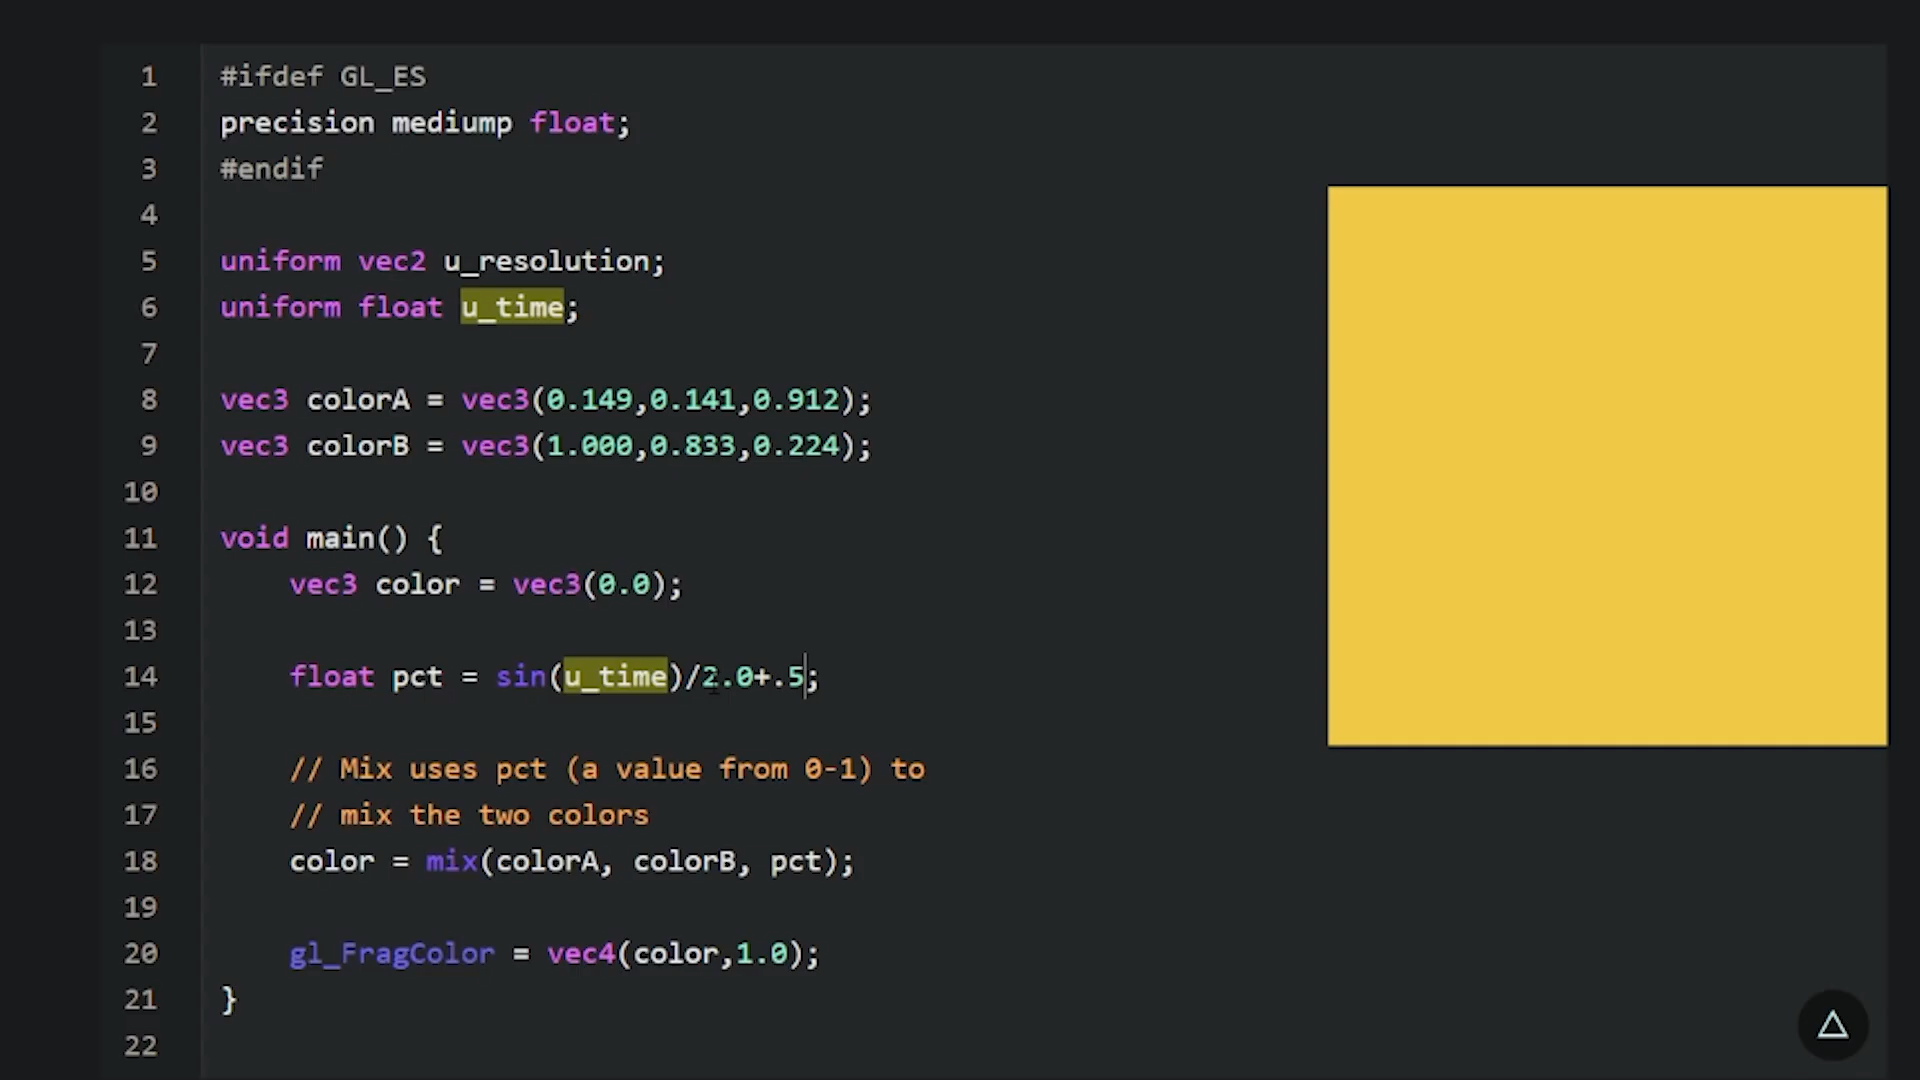 1 #ifdef GL_ES
2 precision mediump float;
3 #endif
4
5 uniform vec2 u_resolution;
6 uniform float u_time;
7
8 vec3 colorA = vec3(0.149,0.141,0.912);
9 vec3 colorB = vec3(1.000,0.833,0.224);
10
11 void main() {
12     vec3 color = vec3(0.0);
13
14     float pct = sin(u_time)/2.0+.5;
15
16     // Mix uses pct (a value from 0-1) to
17     // mix the two colors
18     color = mix(colorA, colorB, pct);
19
20     gl_FragColor = vec4(color,1.0);
21 }
22